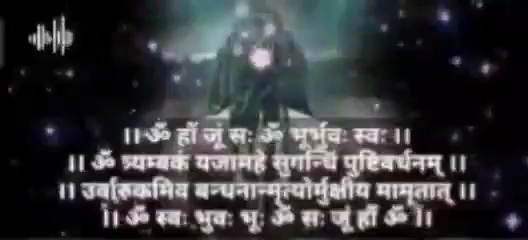 ।। ॐ हौं जूं सः ॐ भूर्भुवः स्वः ।।
।। ॐ त्र्यम्बकं यजामहे सुगन्धिं पुष्टिवर्धनम् ।।
।। उर्वारुकमिव बन्धनान्मृत्योर्मुक्षीय मामृतात् ।।
।। ॐ स्वः भुवः भूः ॐ सः जूं हौं ॐ ।।